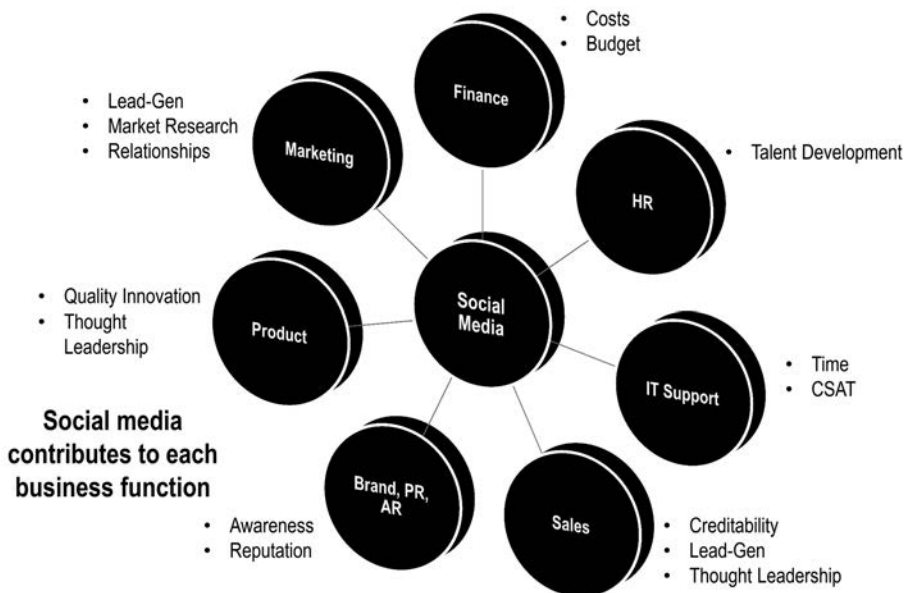 • Costs
• Budget
Finance
• Lead-Gen
• Market Research
• Relationships
Marketing
• Talent Development
HR
Social
Media
• Quality Innovation
• Thought
Leadership
Product
• Time
• CSAT
IT Support
Social media
contributes to each
business function
Brand, PR,
AR
• Awareness
• Reputation
Sales
• Creditability
• Lead-Gen
• Thought Leadership